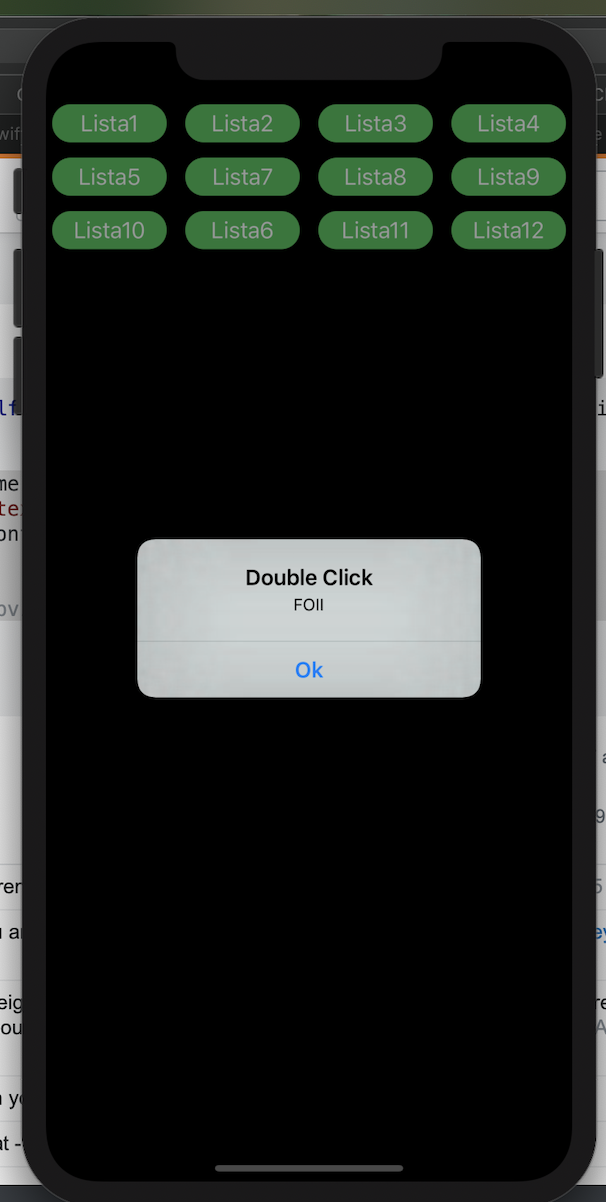 Lista1 Lista2 Lista3 Lista4
Lista5 Lista7 Lista8 Lista9
Lista10 Lista6 Lista11 Lista12
Double Click
FOII
Ok